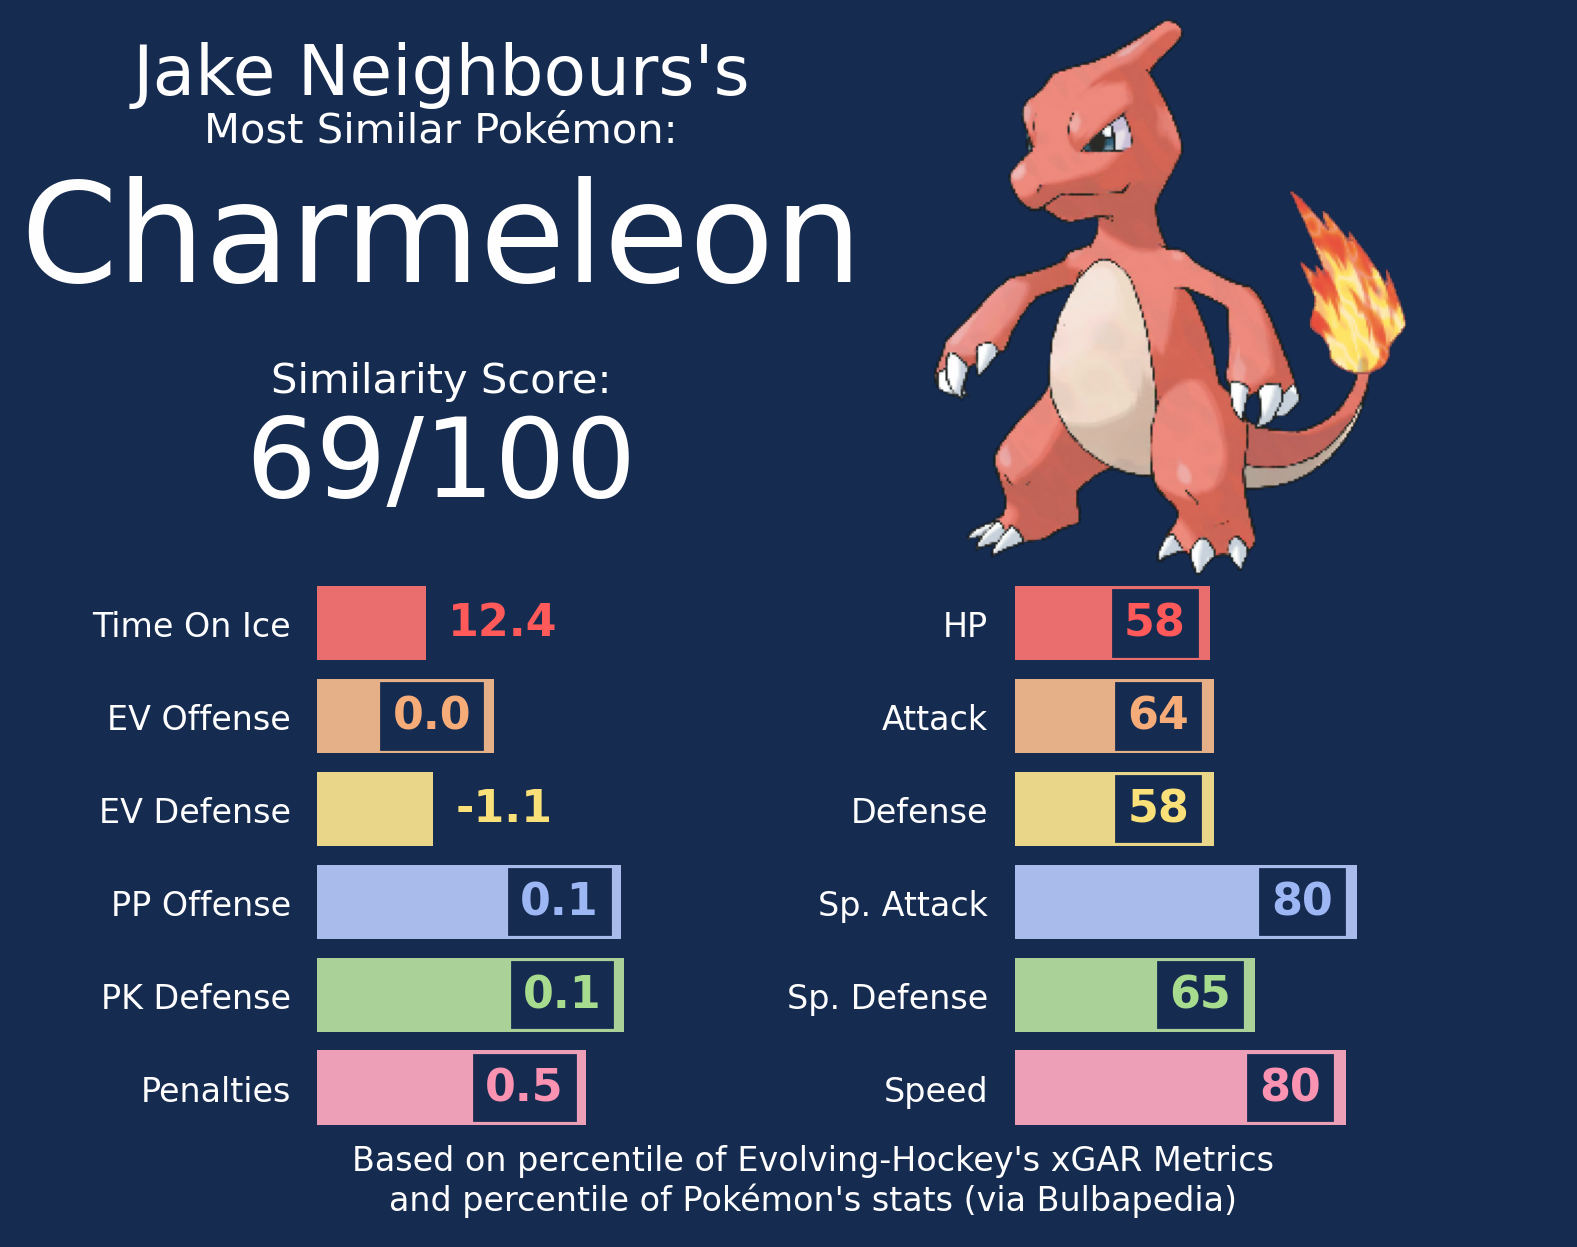 Jake Neighbours's
Most Similar Pokémon:
Charmeleon
Similarity Score:
69/100
Time On Ice 12.4
EV Offense 0.0
EV Defense -1.1
PP Offense 0.1
PK Defense 0.1
Penalties 0.5
HP 58
Attack 64
Defense 58
Sp. Attack 80
Sp. Defense 65
Speed 80
Based on percentile of Evolving-Hockey's xGAR Metrics
and percentile of Pokémon's stats (via Bulbapedia)